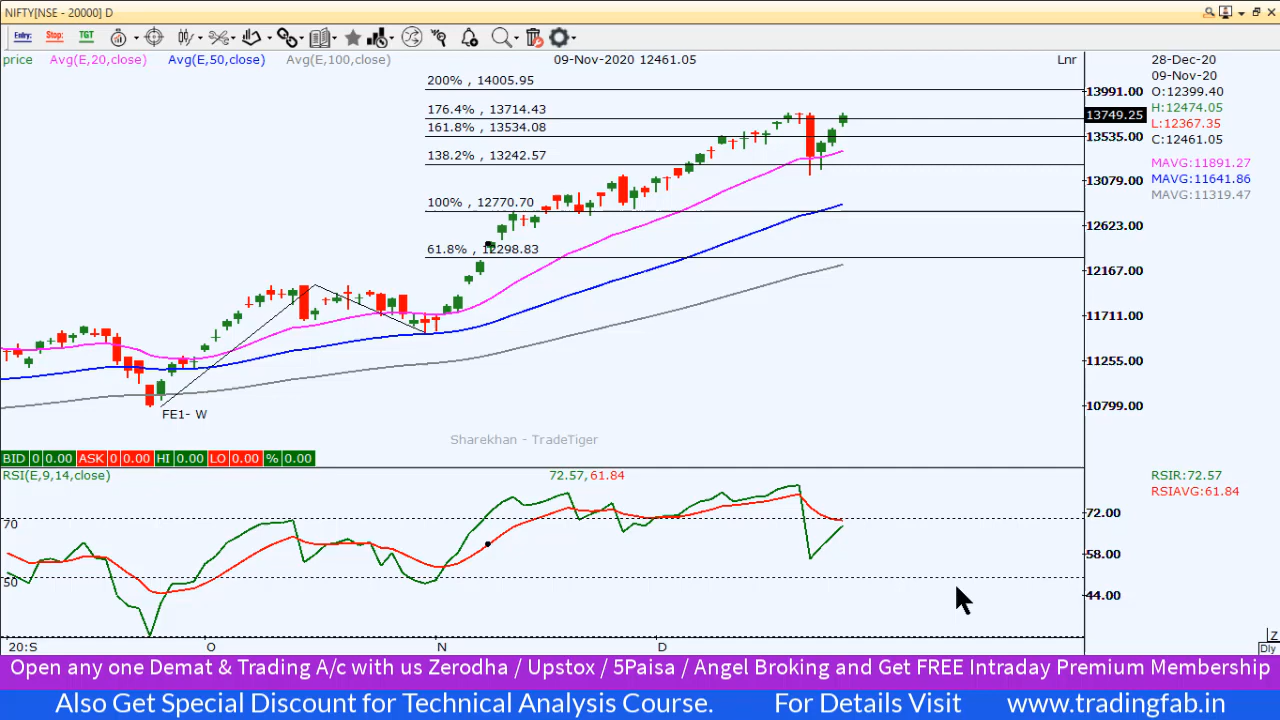 NIFTY[NSE - 20000] D
Entry: Stop: TGT
price Avg(E,20,close) Avg(E,50,close) Avg(E,100,close) 09-Nov-2020 12461.05 Lnr
28-Dec-20
09-Nov-20
O:12399.40
H:12474.05
L:12367.35
C:12461.05
MAVG:11891.27
MAVG:11641.86
MAVG:11319.47
200% , 14005.95
176.4% , 13714.43
161.8% , 13534.08
138.2% , 13242.57
100% , 12770.70
61.8% , 12298.83
13991.00
13749.25
13535.00
13079.00
12623.00
12167.00
11711.00
11255.00
10799.00
FE1- W
Sharekhan - TradeTiger
BID 0 0.00 ASK 0 0.00 HI 0.00 LO 0.00 % 0.00
RSI(E,9,14,close) 72.57, 61.84
RSIR:72.57
RSIAVG:61.84
70
50
72.00
58.00
44.00
20:S O N D
Z
Dly
Open any one Demat & Trading A/c with us Zerodha / Upstox / 5Paisa / Angel Broking and Get FREE Intraday Premium Membership
Also Get Special Discount for Technical Analysis Course. For Details Visit www.tradingfab.in